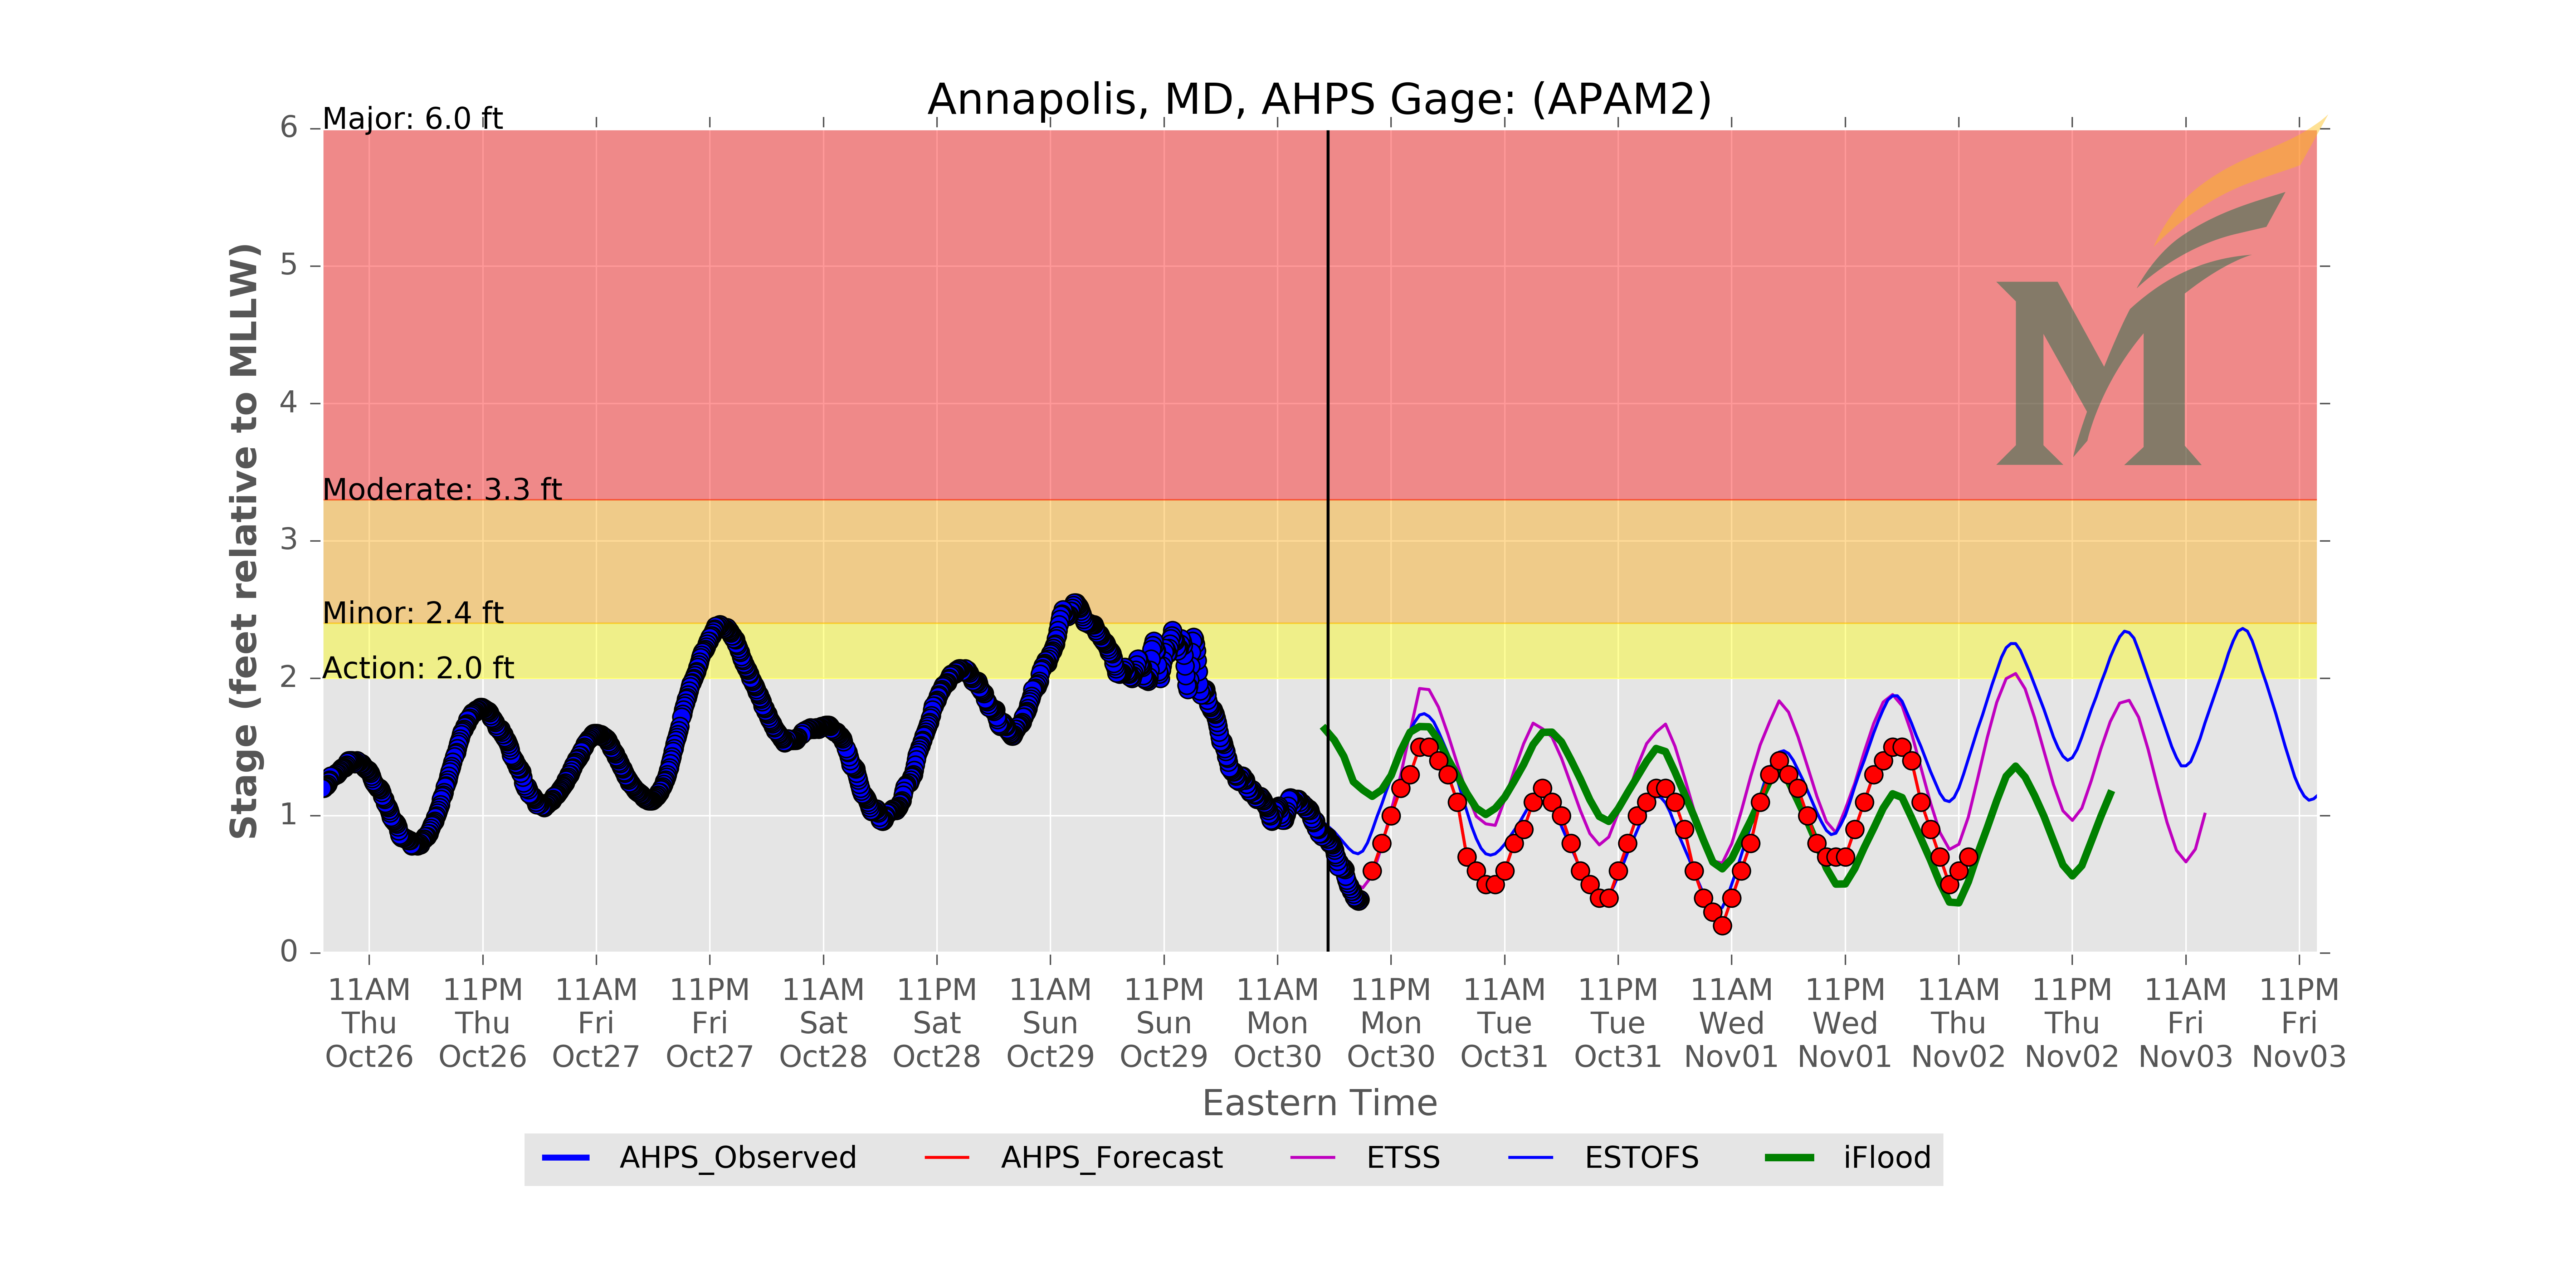 Annapolis, MD, AHPS Gage: (APAM2)
Stage (feet relative to MLLW)
6
5
4
3
2
1
0
Major: 6.0 ft
Moderate: 3.3 ft
Minor: 2.4 ft
Action: 2.0 ft
M
11AM 11PM 11AM 11PM 11AM 11PM 11AM 11PM 11AM 11PM 11AM 11PM 11AM 11PM 11AM 11PM 11AM 11PM
Thu Thu Fri Fri Sat Sat Sun Sun Mon Mon Tue Tue Wed Wed Thu Thu Fri Fri
Oct26 Oct26 Oct27 Oct27 Oct28 Oct28 Oct29 Oct29 Oct30 Oct30 Oct31 Oct31 Nov01 Nov01 Nov02 Nov02 Nov03 Nov03
Eastern Time
AHPS_Observed AHPS_Forecast ETSS ESTOFS iFlood